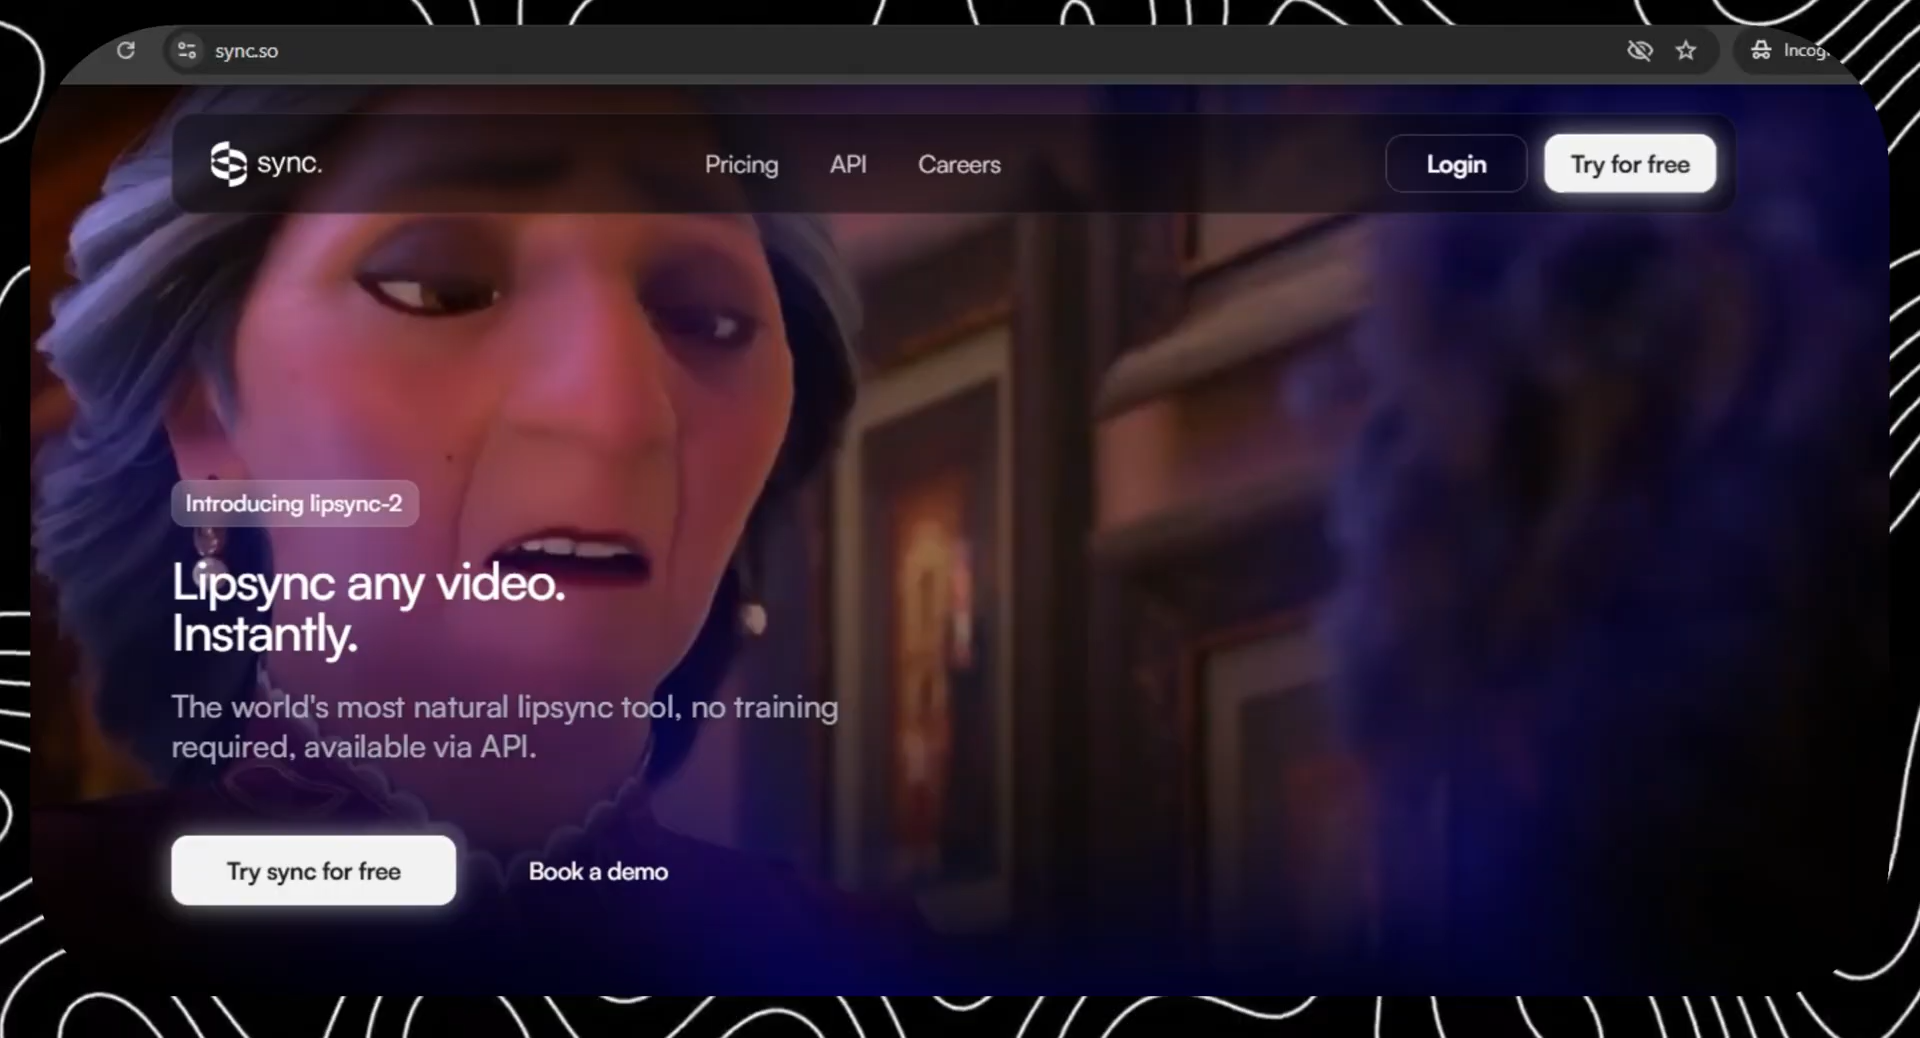 sync.so
Incog
sync.
Pricing
API
Careers
Login
Try for free
Introducing lipsync-2
Lipsync any video.
Instantly.
The world's most natural lipsync tool, no training
required, available via API.
Try sync for free
Book a demo